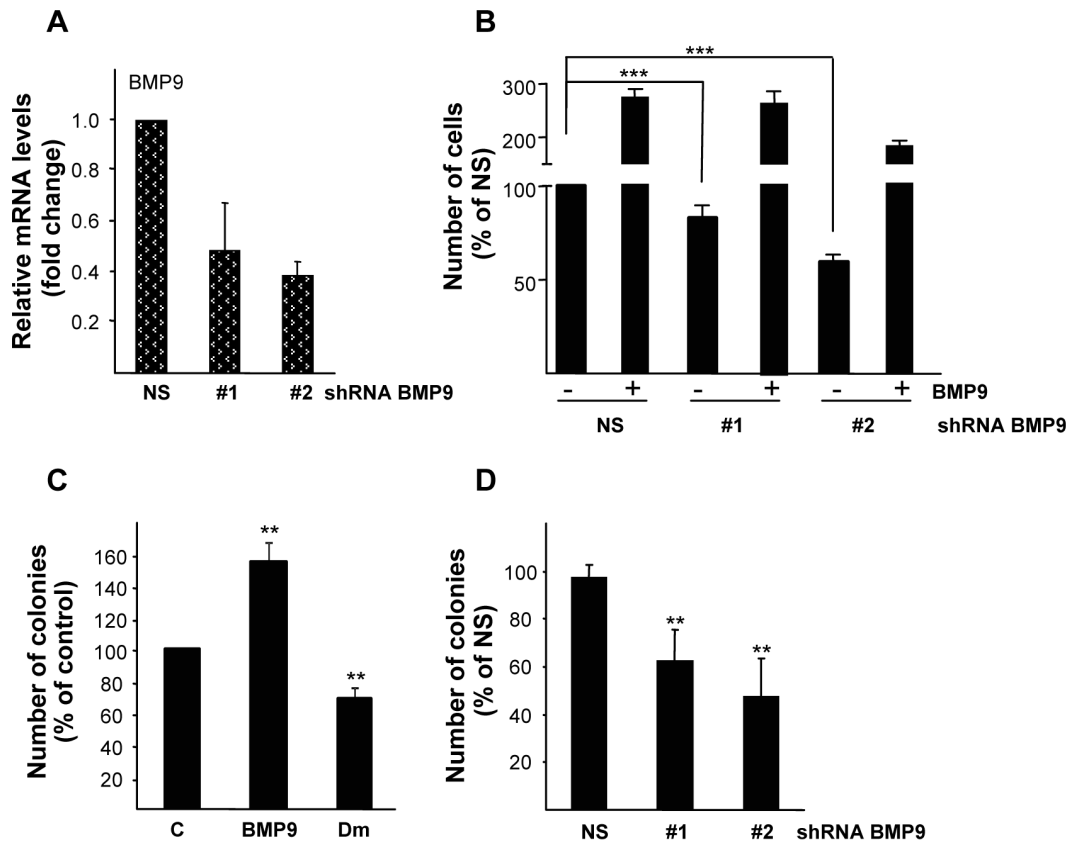 A
BMP9
Relative mRNA levels
(fold change)
1.0
0.8
0.6
0.4
0.2
NS #1 #2 shRNA BMP9
B
***
***
Number of cells
(% of NS)
300
200
100
50
- + - + - + BMP9
NS #1 #2 shRNA BMP9
C
Number of colonies
(% of control)
160
140
120
100
80
60
40
20
**
**
C BMP9 Dm
D
Number of colonies
(% of NS)
100
80
60
40
20
**
**
NS #1 #2 shRNA BMP9